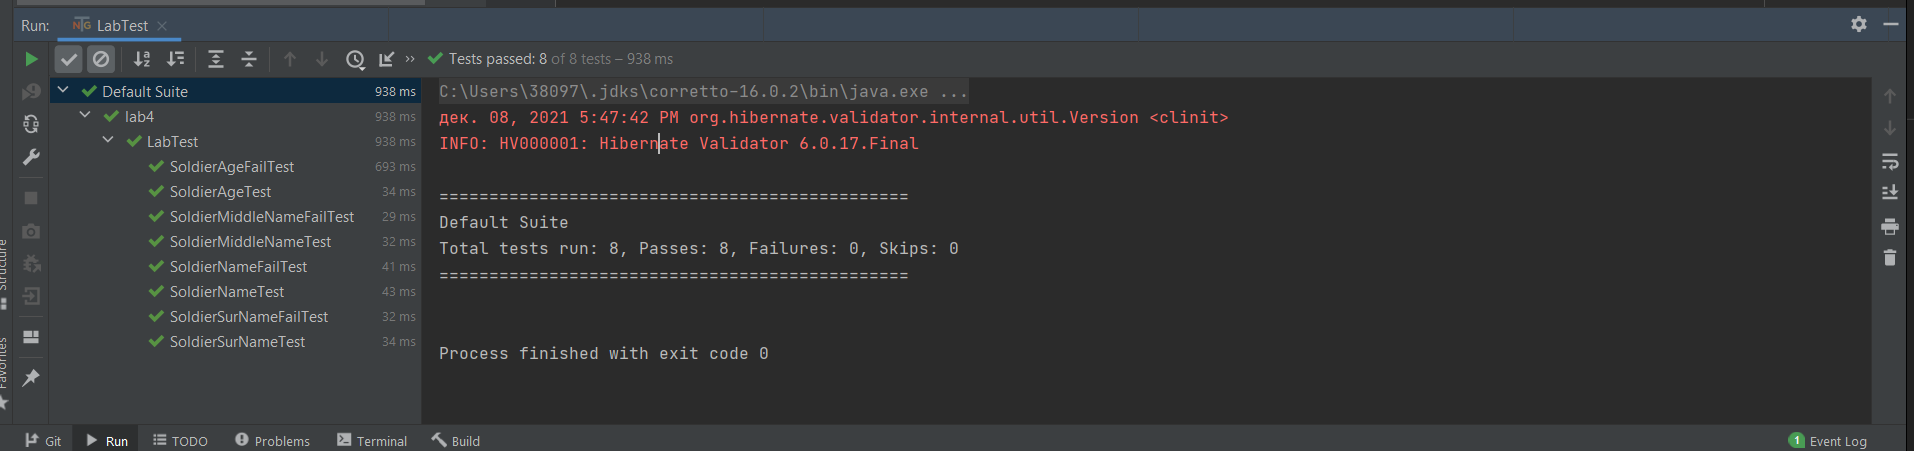 Run: LabTest
Tests passed: 8 of 8 tests – 938 ms
Default Suite 938 ms
lab4 938 ms
LabTest 938 ms
SoldierAgeFailTest 693 ms
SoldierAgeTest 34 ms
SoldierMiddleNameFailTest 29 ms
SoldierMiddleNameTest 32 ms
SoldierNameFailTest 41 ms
SoldierNameTest 43 ms
SoldierSurNameFailTest 32 ms
SoldierSurNameTest 34 ms
C:\Users\38097\.jdks\corretto-16.0.2\bin\java.exe ...
дек. 08, 2021 5:47:42 PM org.hibernate.validator.internal.util.Version <clinit>
INFO: HV000001: Hibernate Validator 6.0.17.Final
===============================================
Default Suite
Total tests run: 8, Passes: 8, Failures: 0, Skips: 0
===============================================
Process finished with exit code 0
Structure
Favorites
Git Run TODO Problems Terminal Build 1 Event Log